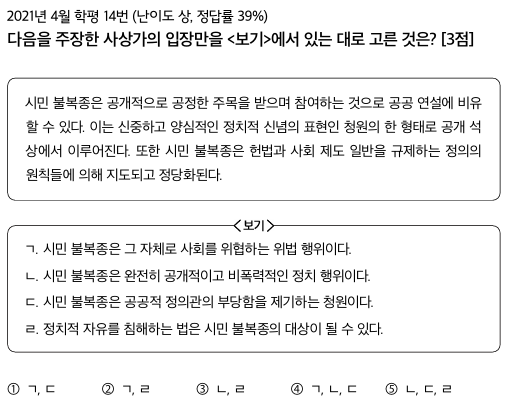 2021년 4월 학평 14번 (난이도 상, 정답률 39%)
다음을 주장한 사상가의 입장만을 <보기>에서 있는 대로 고른 것은? [3점]
시민 불복종은 공개적으로 공정한 주목을 받으며 참여하는 것으로 공공 연설에 비유
할 수 있다. 이는 신중하고 양심적인 정치적 신념의 표현인 청원의 한 형태로 공개 석
상에서 이루어진다. 또한 시민 불복종은 헌법과 사회 제도 일반을 규제하는 정의의
원칙들에 의해 지도되고 정당화된다.
<보기>
ㄱ. 시민 불복종은 그 자체로 사회를 위협하는 위법 행위이다.
ㄴ. 시민 불복종은 완전히 공개적이고 비폭력적인 정치 행위이다.
ㄷ. 시민 불복종은 공공적 정의관의 부당함을 제기하는 청원이다.
ㄹ. 정치적 자유를 침해하는 법은 시민 불복종의 대상이 될 수 있다.
① ㄱ, ㄷ ② ㄱ, ㄹ ③ ㄴ, ㄹ ④ ㄱ, ㄴ, ㄷ ⑤ ㄴ, ㄷ, ㄹ